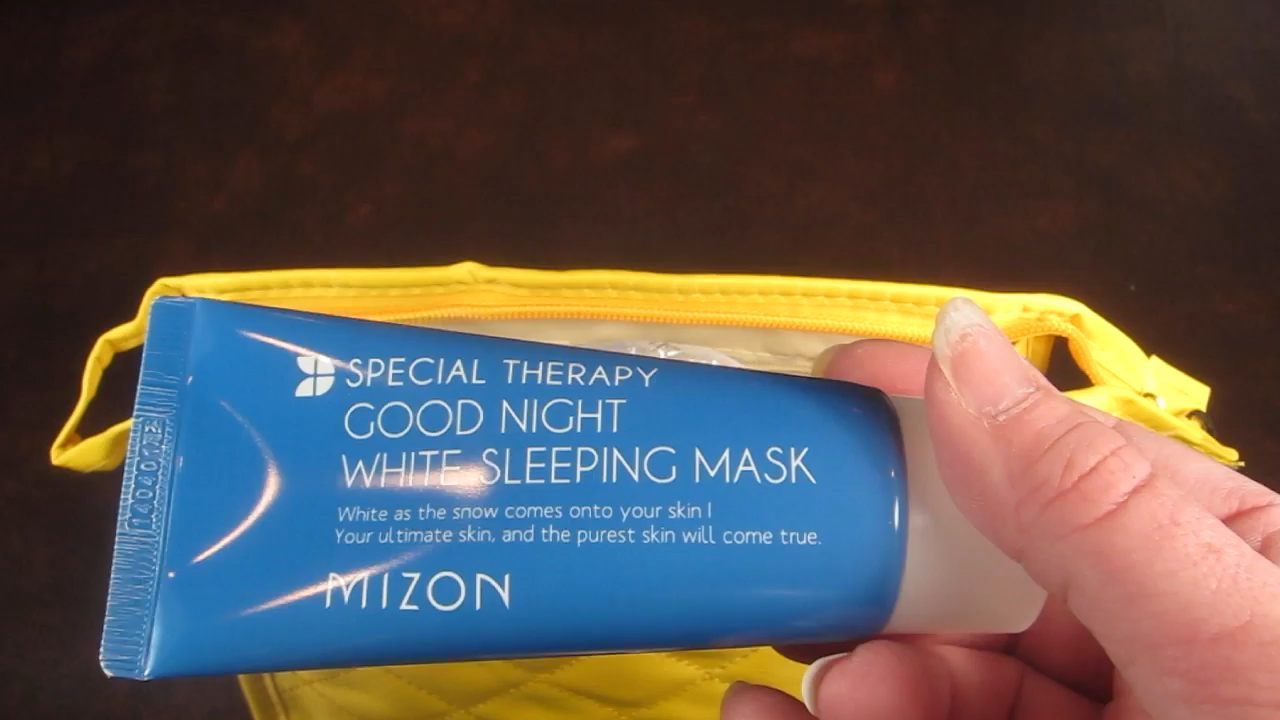 SPECIAL THERAPY
GOOD NIGHT
WHITE SLEEPING MASK
White as the snow comes onto your skin !
Your ultimate skin, and the purest skin will come true.
MIZON